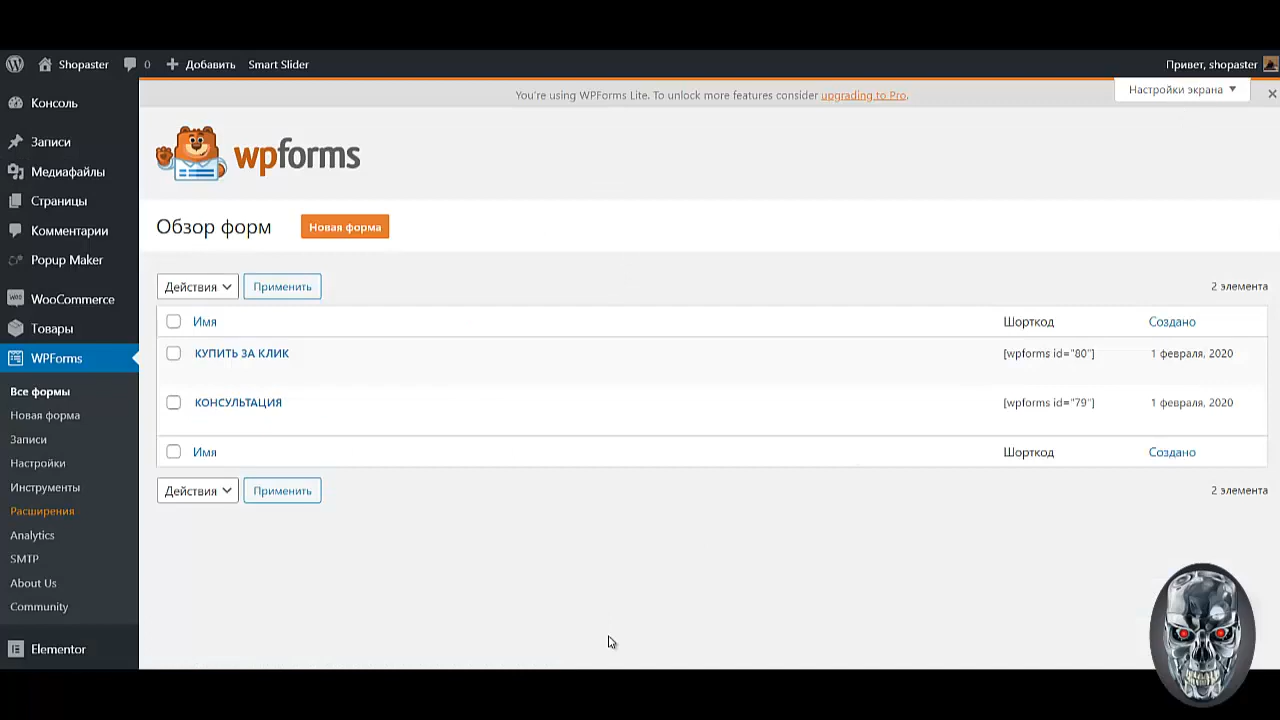 Shopaster 0 Добавить Smart Slider Привет, shopaster
You're using WPForms Lite. To unlock more features consider upgrading to Pro.
Настройки экрана
Консоль
Записи
Медиафайлы
Страницы
Комментарии
Popup Maker
WooCommerce
Товары
WPForms
Все формы
Новая форма
Записи
Настройки
Инструменты
Расширения
Analytics
SMTP
About Us
Community
Elementor
wpforms
Обзор форм Новая форма
Действия Применить 2 элемента
Имя Шорткод Создано
КУПИТЬ ЗА КЛИК [wpforms id="80"] 1 февраля, 2020
КОНСУЛЬТАЦИЯ [wpforms id="79"] 1 февраля, 2020
Имя Шорткод Создано
Действия Применить 2 элемента